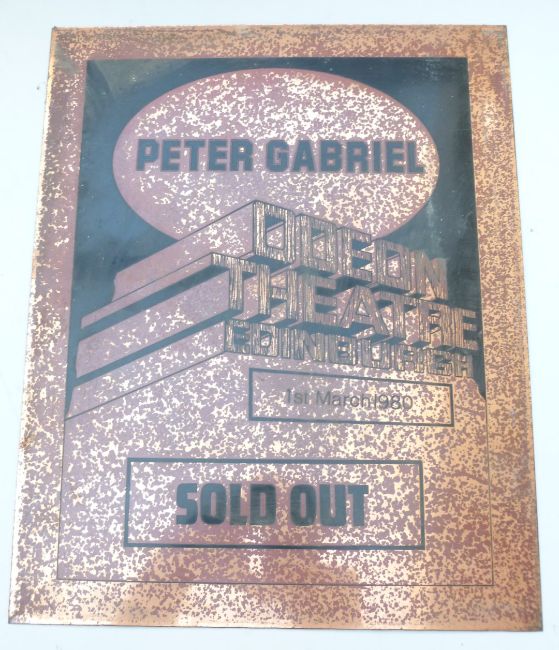 PETER GABRIEL
ODEON
THEATRE
EDINBURGH
1st March 1980
SOLD OUT